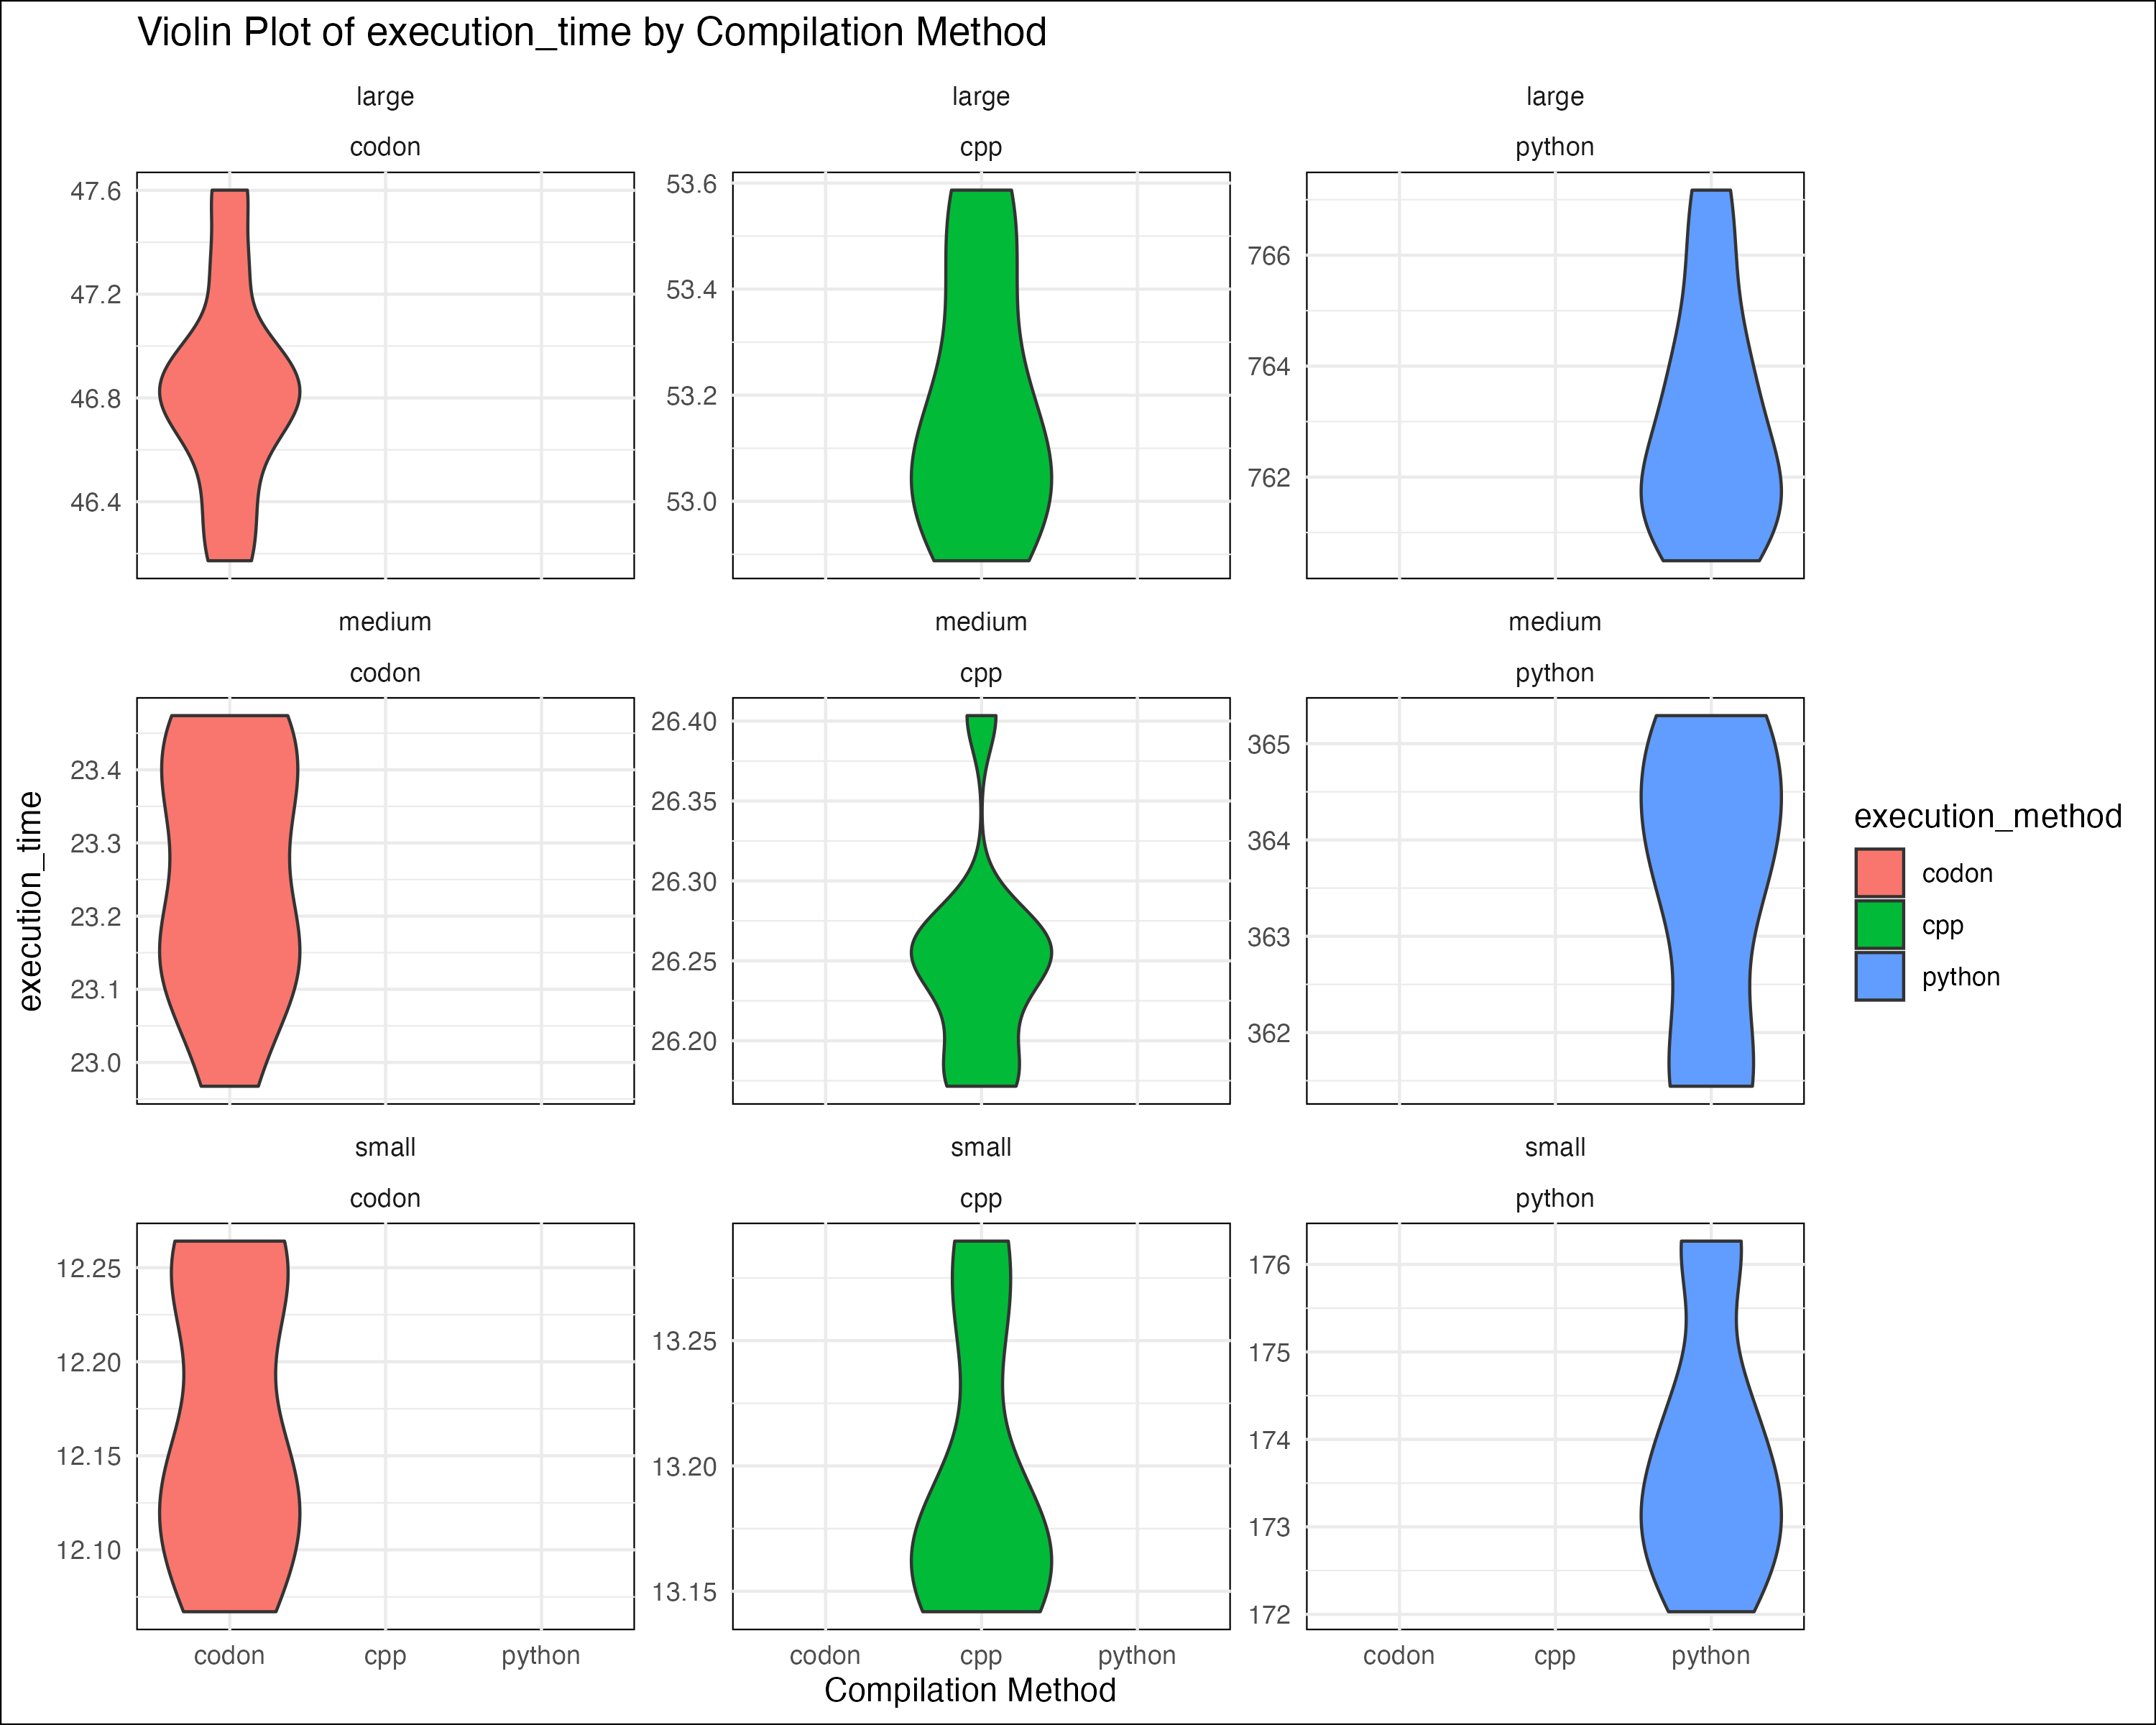 Violin Plot of execution_time by Compilation Method
large
codon
large
cpp
large
python
47.6
47.2
46.8
46.4
53.6
53.4
53.2
53.0
766
764
762
medium
codon
medium
cpp
medium
python
23.4
23.3
23.2
23.1
23.0
26.40
26.35
26.30
26.25
26.20
365
364
363
362
small
codon
small
cpp
small
python
12.25
12.20
12.15
12.10
13.25
13.20
13.15
176
175
174
173
172
codon cpp python
codon cpp python
codon cpp python
Compilation Method
execution_time
execution_method
codon
cpp
python